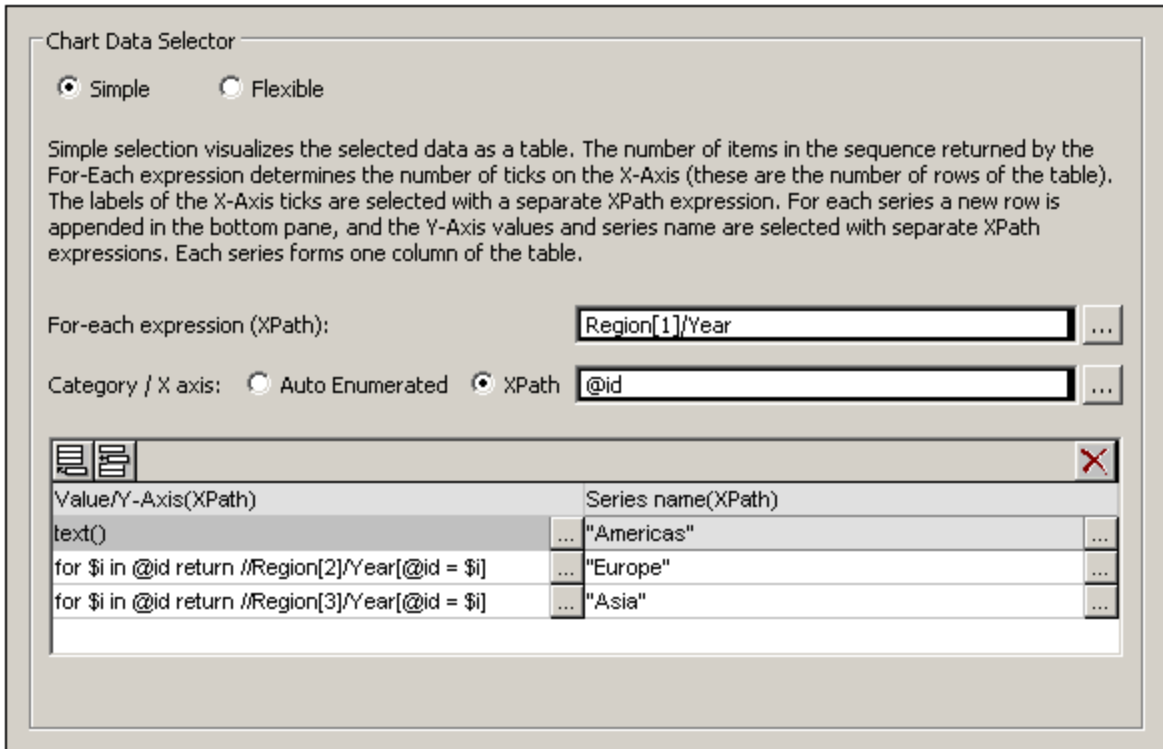 Chart Data Selector
Simple Flexible
Simple selection visualizes the selected data as a table. The number of items in the sequence returned by the
For-Each expression determines the number of ticks on the X-Axis (these are the number of rows of the table).
The labels of the X-Axis ticks are selected with a separate XPath expression. For each series a new row is
appended in the bottom pane, and the Y-Axis values and series name are selected with separate XPath
expressions. Each series forms one column of the table.
For-each expression (XPath): Region[1]/Year ...
Category / X axis: Auto Enumerated XPath @id ...
Value/Y-Axis(XPath) Series name(XPath)
text() ... "Americas" ...
for $i in @id return //Region[2]/Year[@id = $i] ... "Europe" ...
for $i in @id return //Region[3]/Year[@id = $i] ... "Asia" ...